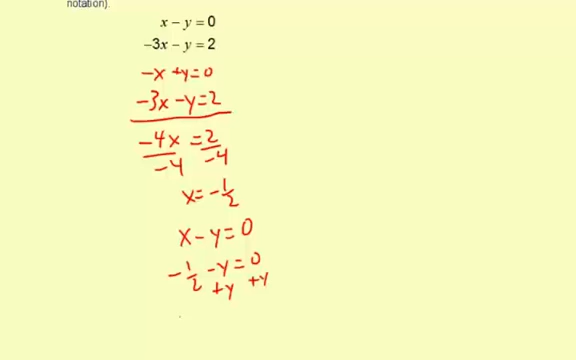 notation).
x − y = 0
−3x − y = 2
-x +y=0
-3x -y=2
-4x = 2
-4 -4
x= -1/2
x - y = 0
-1/2 -y = 0
+y +y